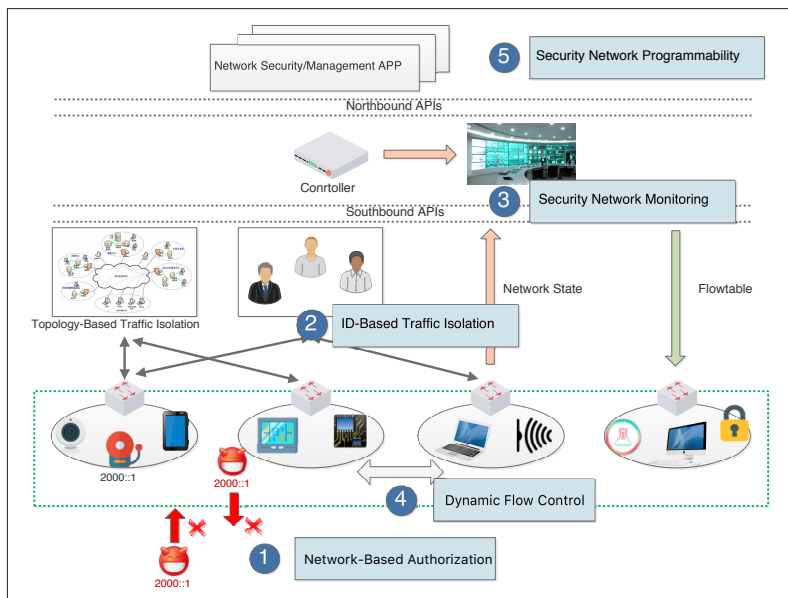 5
Security Network Programmability
Network Security/Management APP
Northbound APIs
Conrtoller
3
Security Network Monitoring
Southbound APIs
Network State
Flowtable
Topology-Based Traffic Isolation
2
ID-Based Traffic Isolation
2000::1
2000::1
4
Dynamic Flow Control
1
Network-Based Authorization
2000::1